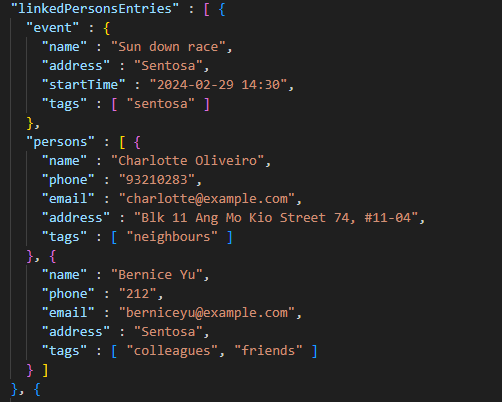 "linkedPersonsEntries" : [ {
"event" : {
"name" : "Sun down race",
"address" : "Sentosa",
"startTime" : "2024-02-29 14:30",
"tags" : [ "sentosa" ]
},
"persons" : [ {
"name" : "Charlotte Oliveiro",
"phone" : "93210283",
"email" : "charlotte@example.com",
"address" : "Blk 11 Ang Mo Kio Street 74, #11-04",
"tags" : [ "neighbours" ]
}, {
"name" : "Bernice Yu",
"phone" : "212",
"email" : "berniceyu@example.com",
"address" : "Sentosa",
"tags" : [ "colleagues", "friends" ]
} ]
}, {